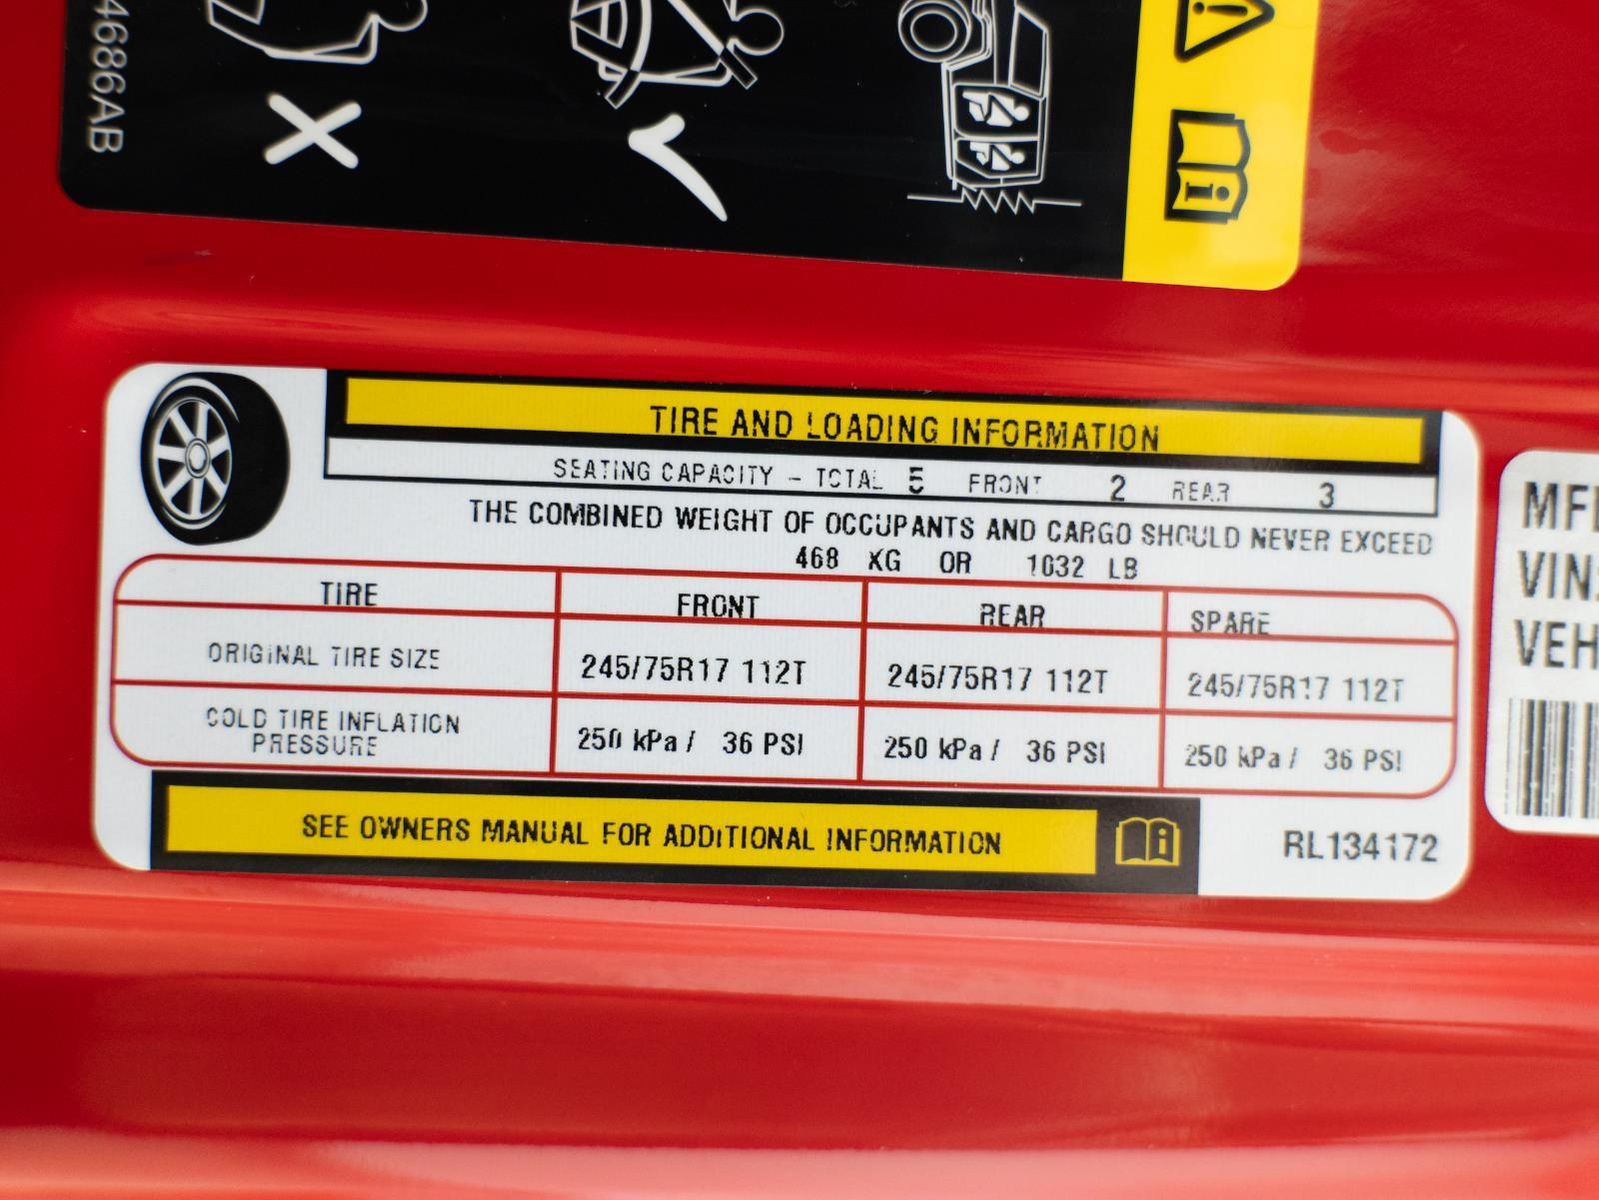 4686AB
TIRE AND LOADING INFORMATION
SEATING CAPACITY – TOTAL 5 FRONT 2 REAR 3
THE COMBINED WEIGHT OF OCCUPANTS AND CARGO SHOULD NEVER EXCEED
468 KG OR 1032 LB
TIRE FRONT REAR SPARE
ORIGINAL TIRE SIZE 245/75R17 112T 245/75R17 112T 245/75R17 112T
COLD TIRE INFLATION
PRESSURE 250 kPa / 36 PSI 250 kPa / 36 PSI 250 kPa / 36 PSI
SEE OWNERS MANUAL FOR ADDITIONAL INFORMATION
RL134172
VIN:
VEH